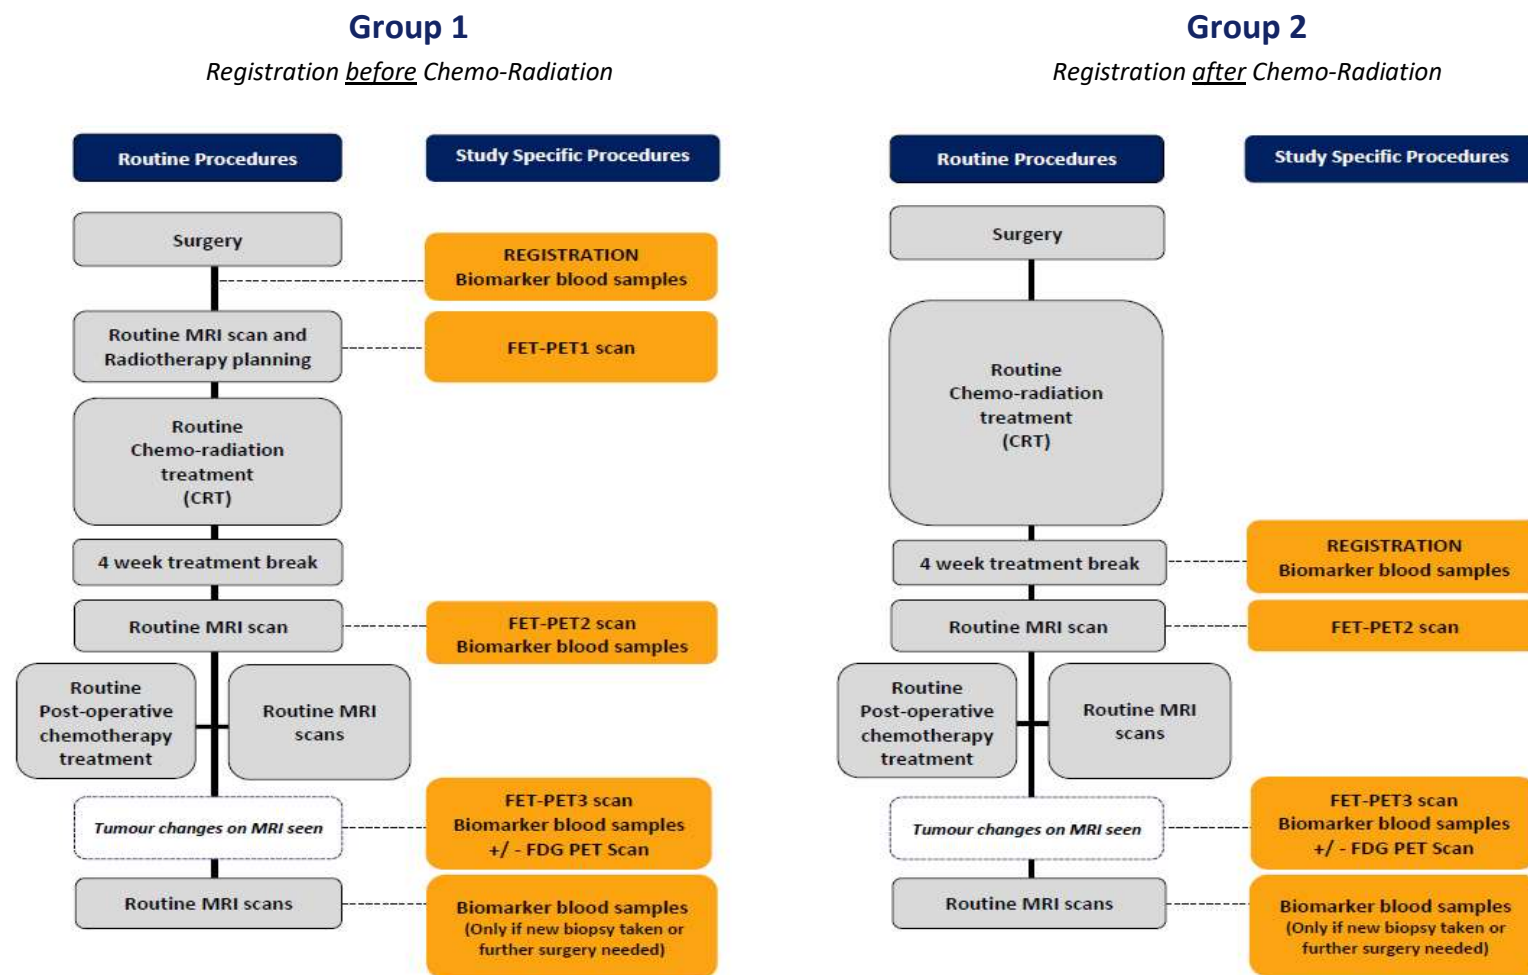 Group 1
Registration before Chemo-Radiation
Routine Procedures
Study Specific Procedures
Surgery
REGISTRATION
Biomarker blood samples
Routine MRI scan and
Radiotherapy planning
FET-PET1 scan
Routine
Chemo-radiation
treatment
(CRT)
4 week treatment break
Routine MRI scan
FET-PET2 scan
Biomarker blood samples
Routine
Post-operative
chemotherapy
treatment
Routine MRI
scans
Tumour changes on MRI seen
FET-PET3 scan
Biomarker blood samples
+/ - FDG PET Scan
Routine MRI scans
Biomarker blood samples
(Only if new biopsy taken or
further surgery needed)
Group 2
Registration after Chemo-Radiation
Routine Procedures
Study Specific Procedures
Surgery
Routine
Chemo-radiation
treatment
(CRT)
4 week treatment break
REGISTRATION
Biomarker blood samples
Routine MRI scan
FET-PET2 scan
Routine
Post-operative
chemotherapy
treatment
Routine MRI
scans
Tumour changes on MRI seen
FET-PET3 scan
Biomarker blood samples
+/ - FDG PET Scan
Routine MRI scans
Biomarker blood samples
(Only if new biopsy taken or
further surgery needed)